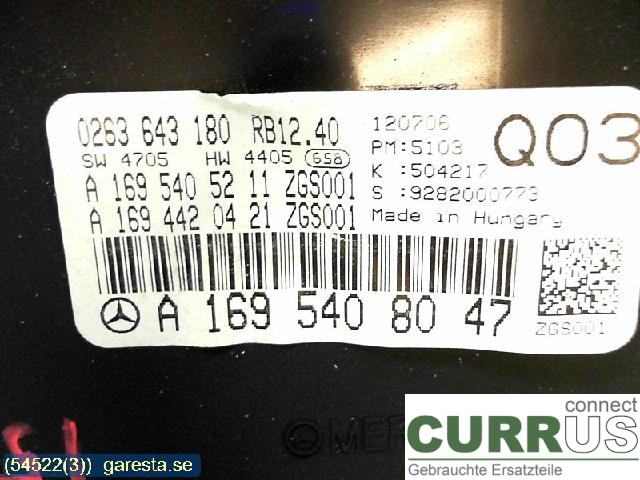 0263 643 180 RB12.40
SW 4705 HW 4405 658
A 169 540 52 11 ZGS001
A 169 442 04 21 ZGS001
120706
PM:5103
K :504217
S :9282000773
Made in Hungary
Q03
A 169 540 80 47
ZGS001
MER
connect
CURRUS
Gebrauchte Ersatzteile
(54522(3)) garesta.se